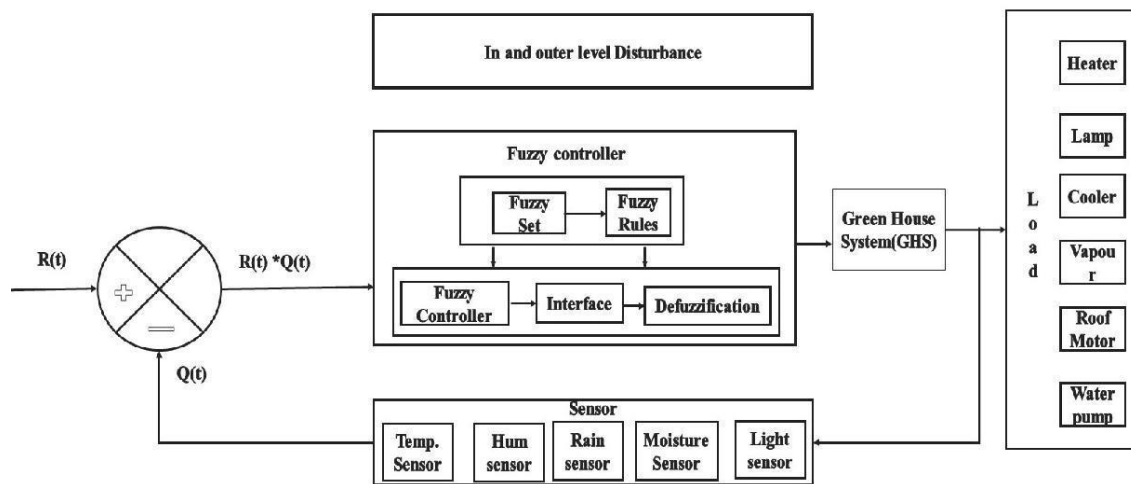 In and outer level Disturbance
Fuzzy controller
Fuzzy
Set
Fuzzy
Rules
Fuzzy
Controller
Interface
Defuzzification
Green House
System(GHS)
R(t)
+
−
R(t) *Q(t)
Q(t)
Sensor
Temp.
Sensor
Hum
sensor
Rain
sensor
Moisture
Sensor
Light
sensor
L
o
a
d
Heater
Lamp
Cooler
Vapou
r
Roof
Motor
Water
pump